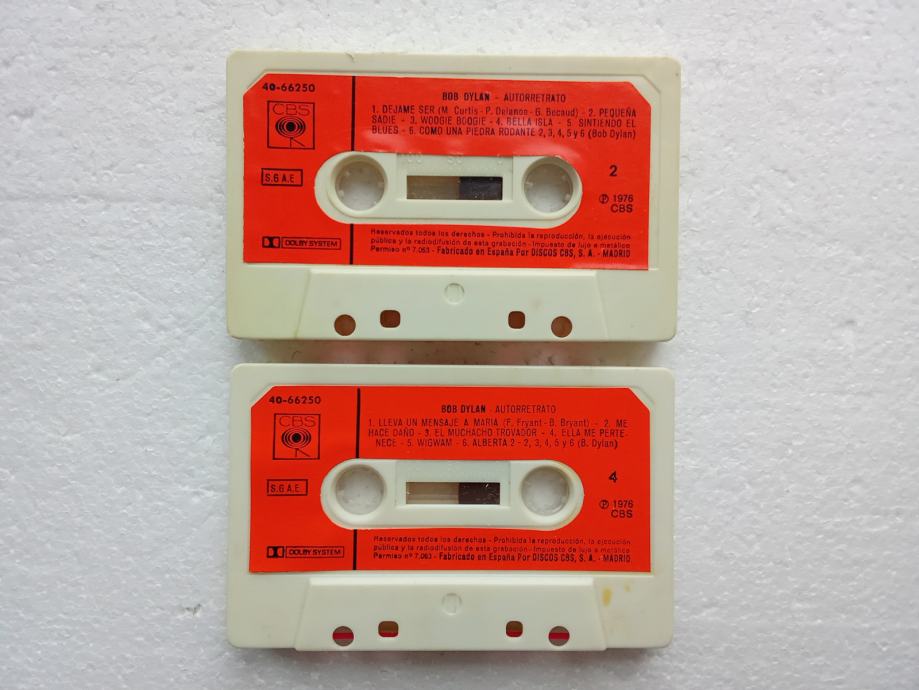 40-66250
CBS
BOB DYLAN - AUTORRETRATO
1. DEJAME SER (M. Curtis - P. Delanoe - G. Becaud) - 2. PEQUEÑA
SADIE - 3. WOOGIE BOOGIE - 4. BELLA ISLA - 5. SINTIENDO EL
BLUES - 6. COMO UNA PIEDRA RODANTE 2, 3, 4, 5 y 6 (Bob Dylan)
100 50 0
S.G.A.E.
2
℗ 1976
CBS
DOLBY SYSTEM
Reservados todos los derechos - Prohibida la reproducción, la ejecución
pública y la radiodifusión de esta grabación - Impuesto de lujo a metálico
Permiso nº 7.063 - Fabricado en España Por DISCOS CBS, S. A. - MADRID
40-66250
CBS
BOB DYLAN - AUTORRETRATO
1. LLEVA UN MENSAJE A MARIA (F. Fryant - B. Bryant) - 2. ME
HACE DAÑO - 3. EL MUCHACHO TROVADOR - 4. ELLA ME PERTE-
NECE - 5. WIGWAM - 6. ALBERTA 2 - 2, 3, 4, 5 y 6 (B. Dylan)
S.G.A.E.
4
℗ 1976
CBS
DOLBY SYSTEM
Reservados todos los derechos - Prohibida la reproducción, la ejecución
pública y la radiodifusión de esta grabación - Impuesto de lujo a metálico
Permiso nº 7.063 - Fabricado en España Por DISCOS CBS, S. A. - MADRID